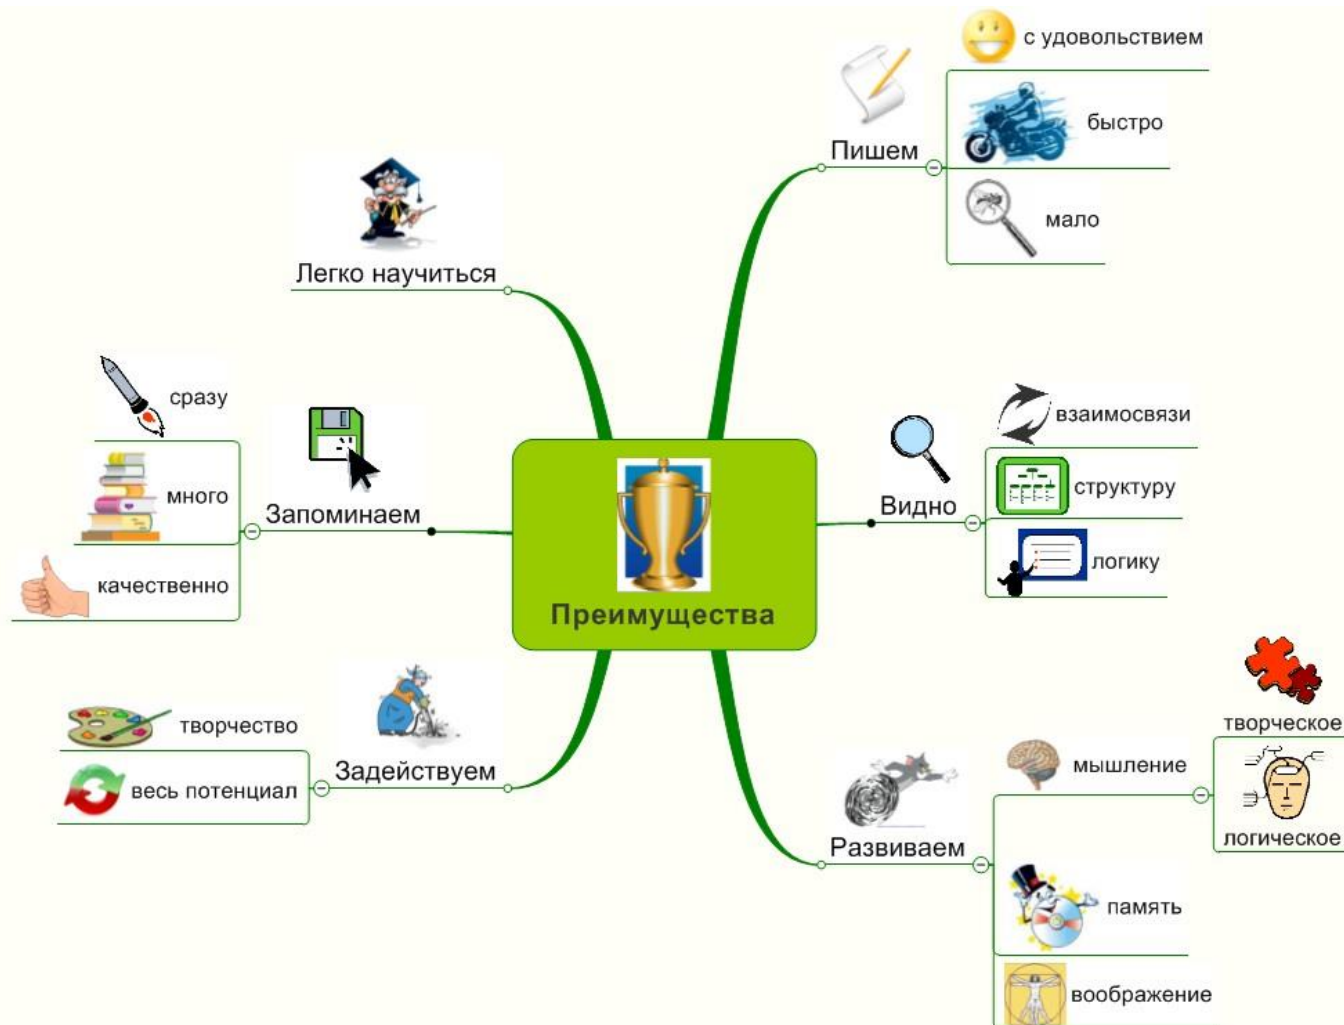 Преимущества
Пишем
с удовольствием
быстро
мало
Видно
взаимосвязи
структуру
логику
Развиваем
мышление
творческое
логическое
память
воображение
Легко научиться
Запоминаем
сразу
много
качественно
Задействуем
творчество
весь потенциал